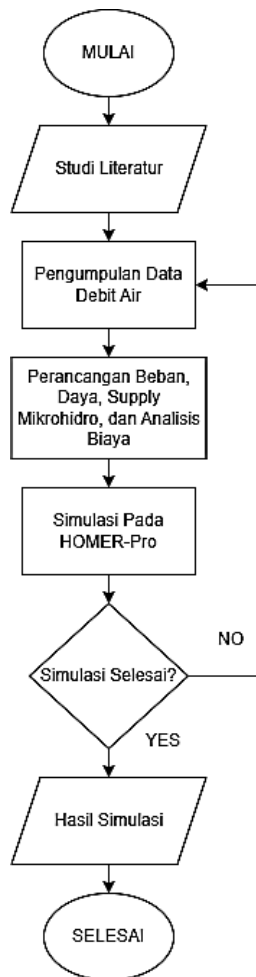 MULAI
Studi Literatur
Pengumpulan Data
Debit Air
Perancangan Beban,
Daya, Supply
Mikrohidro, dan Analisis
Biaya
Simulasi Pada
HOMER-Pro
NO
Simulasi Selesai?
YES
Hasil Simulasi
SELESAI